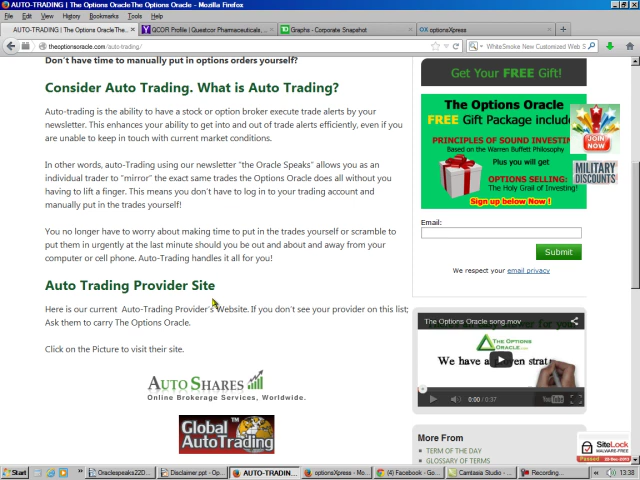 AUTO-TRADING | The Options OracleThe Options Oracle - Mozilla Firefox
File Edit View History Bookmarks Tools Help
AUTO-TRADING | The Options OracleThe...
QCOR Profile | Questcor Pharmaceuticals,...
Graphs - Corporate Snapshot
optionsXpress
theoptionsoracle.com/auto-trading/
WhiteSmoke New Customized Web S
Don't have time to manually put in options orders yourself?
Consider Auto Trading. What is Auto Trading?
Auto-trading is the ability to have a stock or option broker execute trade alerts by your
newsletter. This enhances your ability to get into and out of trade alerts efficiently, even if you
are unable to keep in touch with current market conditions.
In other words, auto-Trading using our newsletter "the Oracle Speaks" allows you as an
individual trader to "mirror" the exact same trades the Options Oracle does all without you
having to lift a finger. This means you don't have to log in to your trading account and
manually put in the trades yourself!
You no longer have to worry about making time to put in the trades yourself or scramble to
put them in urgently at the last minute should you be out and about and away from your
computer or cell phone. Auto-Trading handles it all for you!
Auto Trading Provider Site
Here is our current Auto-Trading Provider's Website. If you don't see your provider on this list;
Ask them to carry The Options Oracle.
Click on the Picture to visit their site.
AUTO SHARES
Online Brokerage Services, Worldwide.
Global
AutoTrading
TM
Get Your FREE Gift!
The Options Oracle
FREE Gift Package includes
PRINCIPLES OF SOUND INVESTING
Based on the Warren Buffett Philosophy
Plus you will get
OPTIONS SELLING:
The Holy Grail of Investing!
Sign up below Now !
JOIN
NOW
MILITARY
DISCOUNTS
Email:
Submit
We respect your email privacy
The Options Oracle song.mov
THE OPTIONS
ORACLE
We have a proven strat
0:00 / 0:37
YouTube
More From
TERM OF THE DAY
GLOSSARY OF TERMS
SiteLock
MALWARE-FREE
Passed
Start
Oraclespeaks22D...
Disclaimer.ppt - Op...
AUTO-TRADIN...
optionsXpress - Mo...
(4) Facebook - Go...
Camtasia Studio - ...
Recording...
13:38